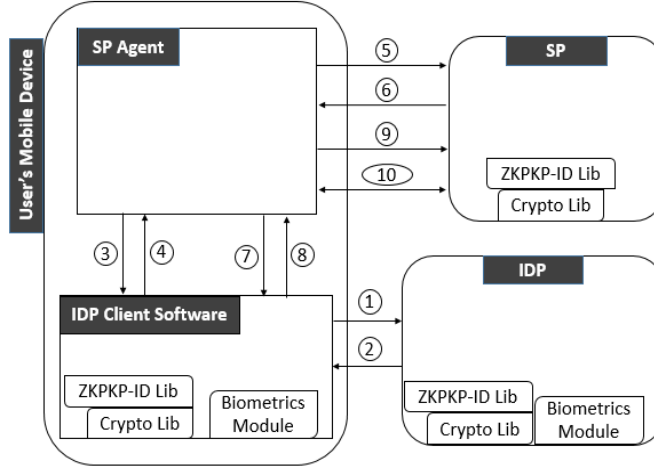 User's Mobile Device
SP Agent
5
6
9
10
SP
ZKPKP-ID Lib
Crypto Lib
3
4
7
8
IDP Client Software
ZKPKP-ID Lib
Crypto Lib
Biometrics
Module
1
2
IDP
ZKPKP-ID Lib
Crypto Lib
Biometrics
Module